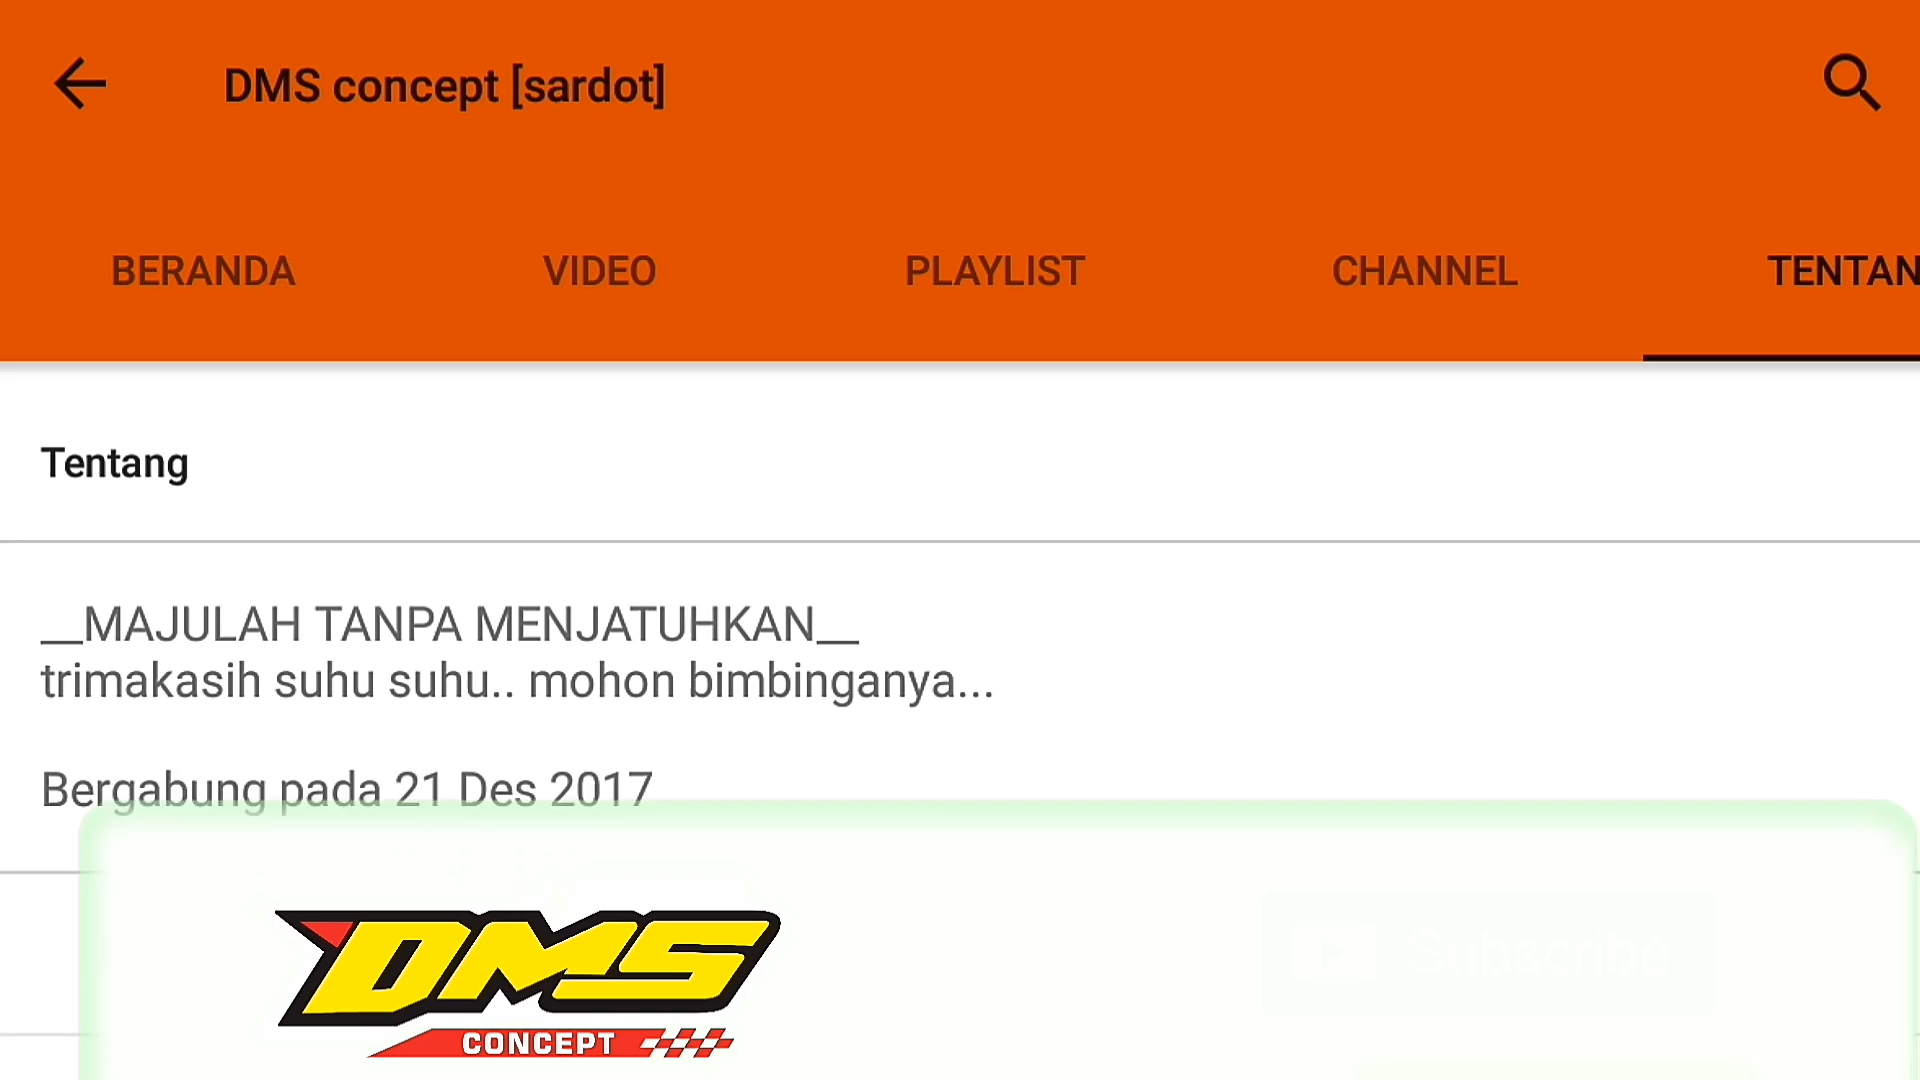 DMS concept [sardot]
BERANDA VIDEO PLAYLIST CHANNEL TENTAN
Tentang
__MAJULAH TANPA MENJATUHKAN__
trimakasih suhu suhu.. mohon bimbinganya...
Bergabung pada 21 Des 2017
DMS
CONCEPT
Subscribe